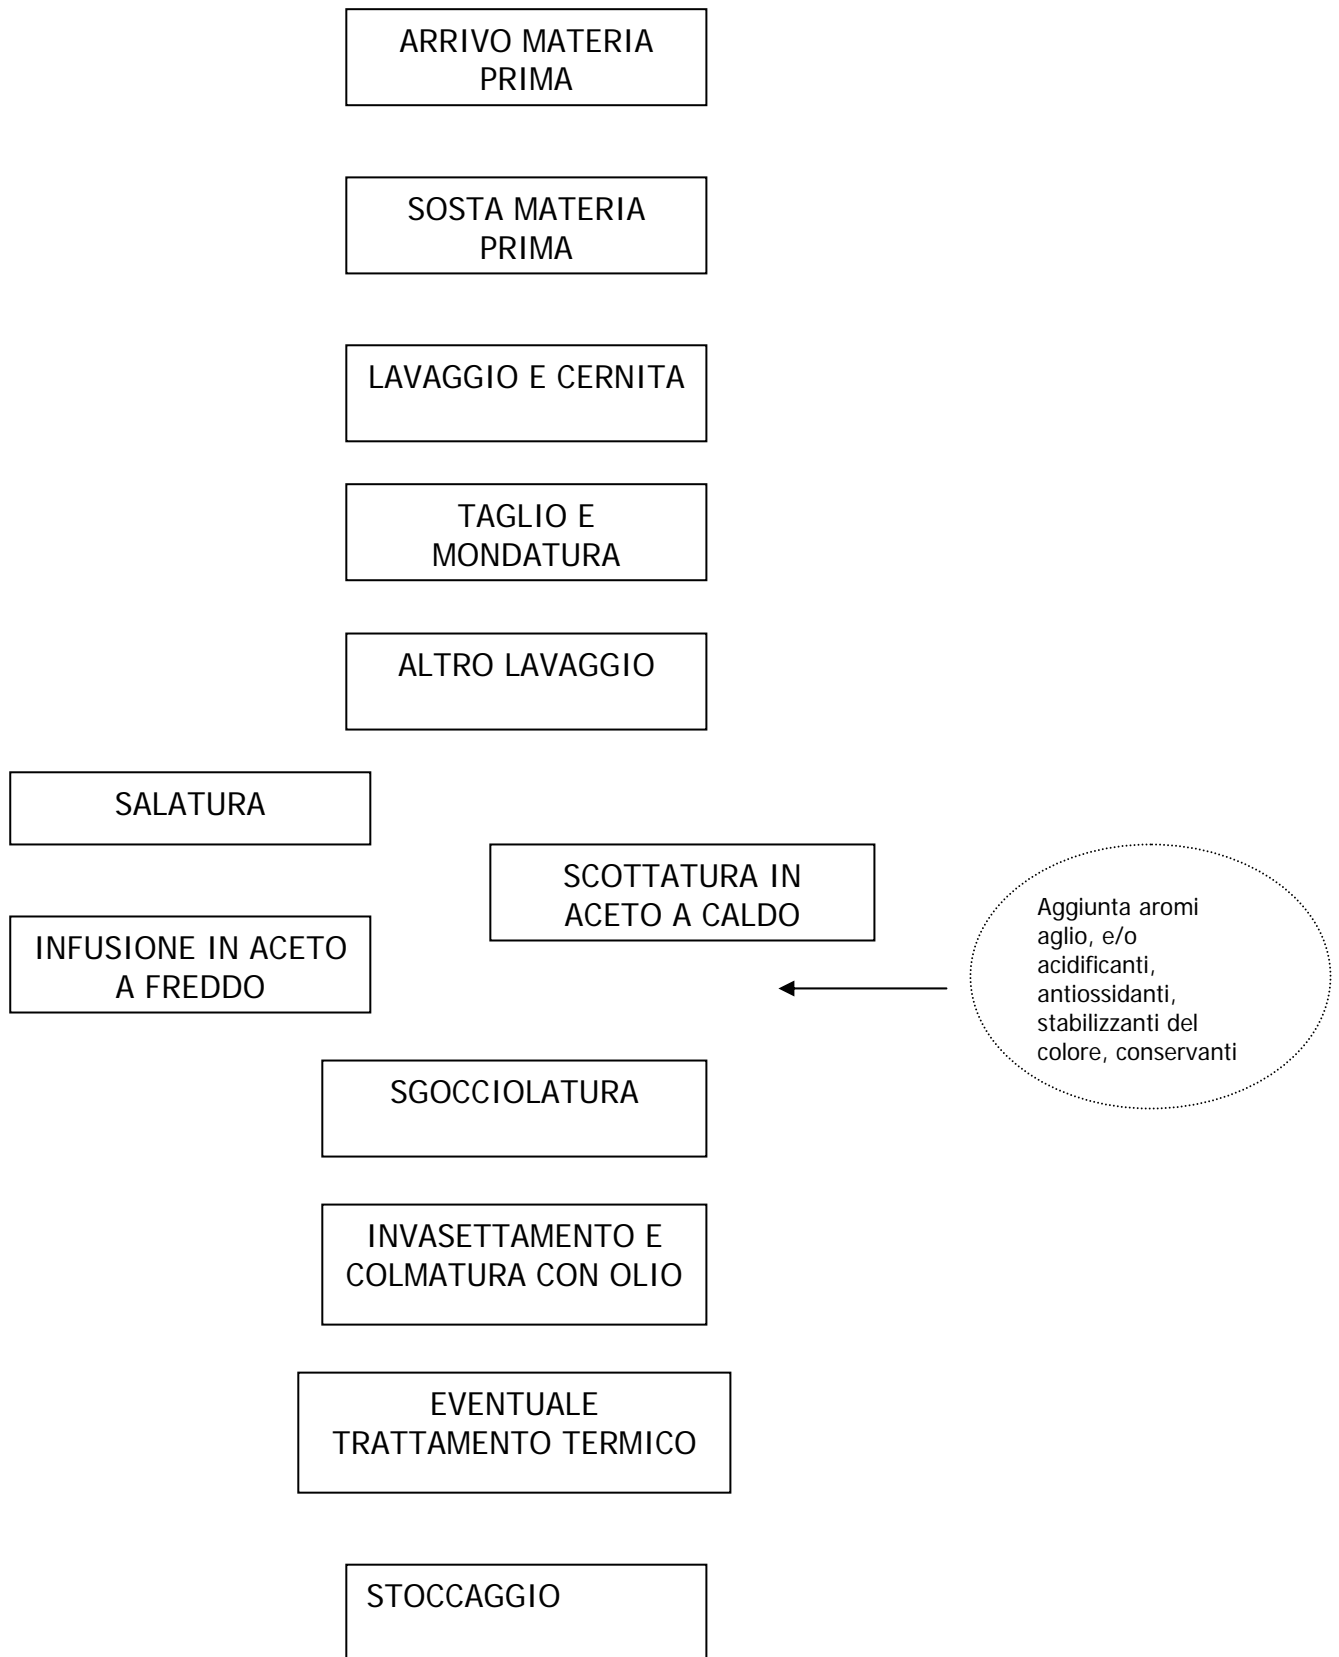 ARRIVO MATERIA
PRIMA
SOSTA MATERIA
PRIMA
LAVAGGIO E CERNITA
TAGLIO E
MONDATURA
ALTRO LAVAGGIO
SALATURA
SCOTTATURA IN
ACETO A CALDO
INFUSIONE IN ACETO
A FREDDO
Aggiunta aromi
aglio, e/o
acidificanti,
antiossidanti,
stabilizzanti del
colore, conservanti
SGOCCIOLATURA
INVASETTAMENTO E
COLMATURA CON OLIO
EVENTUALE
TRATTAMENTO TERMICO
STOCCAGGIO